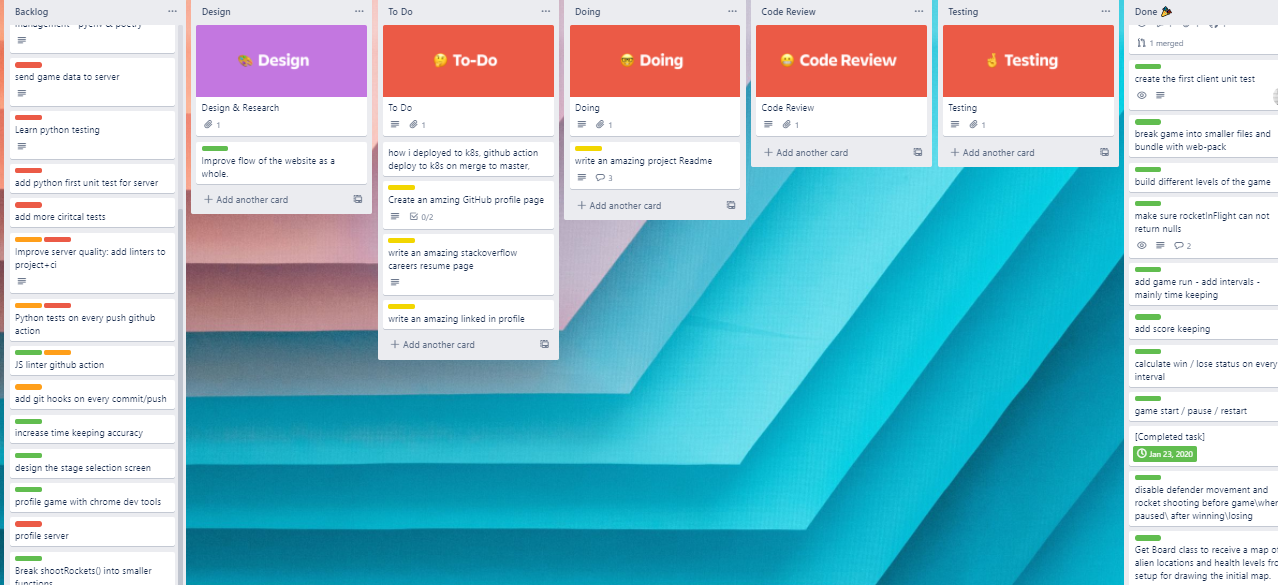 Backlog
management - pyenv & poetry
send game data to server
Learn python testing
add python first unit test for server
add more ciritcal tests
Improve server quality: add linters to
project+ci
Python tests on every push github
action
JS linter github action
add git hooks on every commit/push
increase time keeping accuracy
design the stage selection screen
profile game with chrome dev tools
profile server
Break shootRockets() into smaller
functions
Design
Design
Design & Research
1
Improve flow of the website as a
whole.
+ Add another card
To Do
To-Do
To Do
1
how i deployed to k8s, github action
deploy to k8s on merge to master,
Create an amzing GitHub profile page
0/2
write an amazing stackoverflow
careers resume page
write an amazing linked in profile
+ Add another card
Doing
Doing
Doing
1
write an amazing project Readme
3
+ Add another card
Code Review
Code Review
Code Review
1
+ Add another card
Testing
Testing
Testing
1
+ Add another card
Done
1 merged
create the first client unit test
break game into smaller files and
bundle with web-pack
build different levels of the game
make sure rocketInFlight can not
return nulls
2
add game run - add intervals -
mainly time keeping
add score keeping
calculate win / lose status on every
interval
game start / pause / restart
[Completed task]
Jan 23, 2020
disable defender movement and
rocket shooting before game\when
paused\ after winning\losing
Get Board class to receive a map of
alien locations and health levels fro
setup for drawing the initial map.